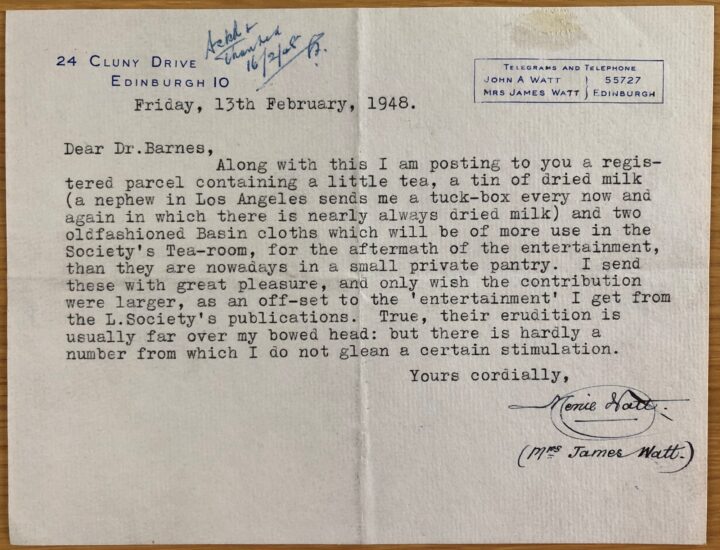 24 CLUNY DRIVE
EDINBURGH 10
Ackd &
Thanked
16/2/48
B.
TELEGRAMS AND TELEPHONE
JOHN A WATT } 55727
MRS JAMES WATT } EDINBURGH
Friday, 13th February, 1948.
Dear Dr.Barnes,
Along with this I am posting to you a regis-
tered parcel containing a little tea, a tin of dried milk
(a nephew in Los Angeles sends me a tuck-box every now and
again in which there is nearly always dried milk) and two
oldfashioned Basin cloths which will be of more use in the
Society's Tea-room, for the aftermath of the entertainment,
than they are nowadays in a small private pantry. I send
these with great pleasure, and only wish the contribution
were larger, as an off-set to the 'entertainment' I get from
the L.Society's publications. True, their erudition is
usually far over my bowed head: but there is hardly a
number from which I do not glean a certain stimulation.
Yours cordially,
Menie Watt.
(Mrs James Watt.)